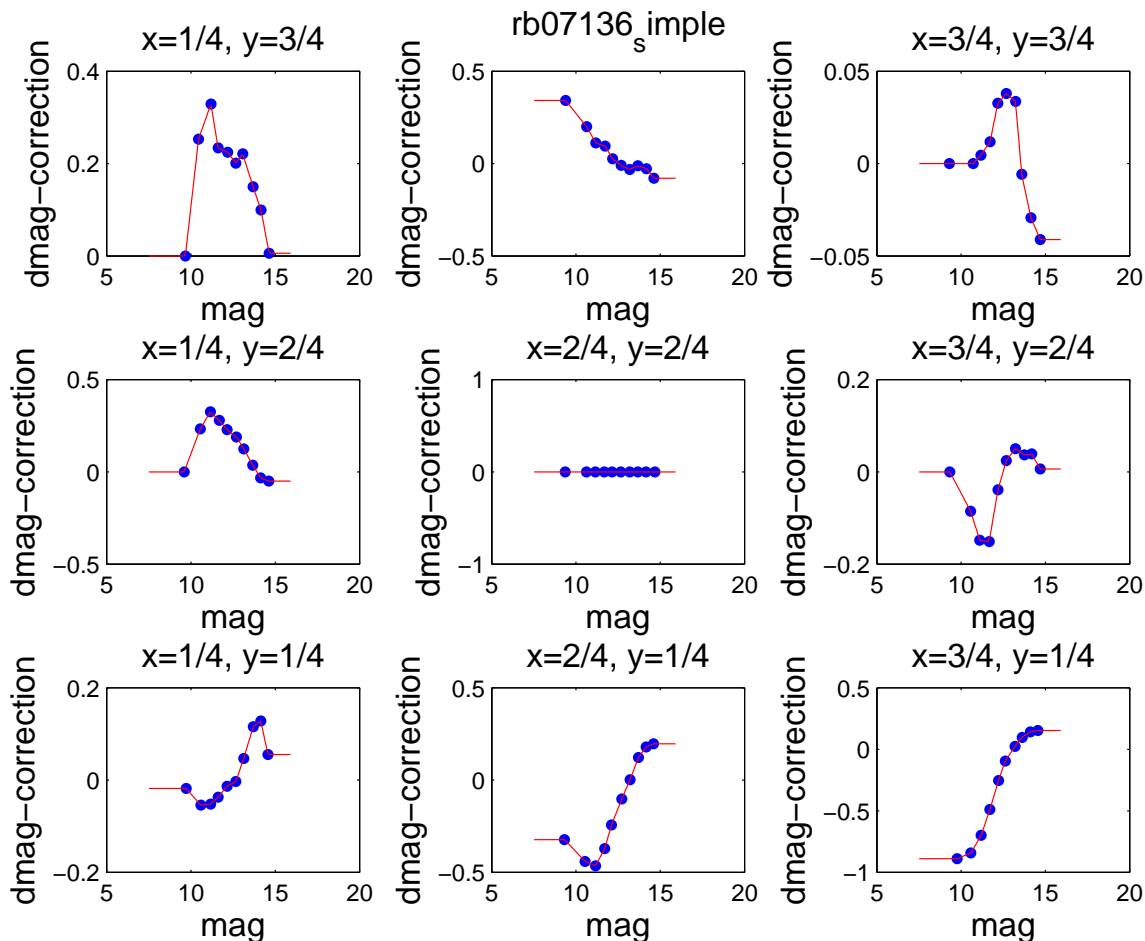 rb07136simple
x=1/4, y=3/4
x=3/4, y=3/4
dmag−correction
0.4
0.2
0
5
10
15
20
mag
dmag−correction
0.5
0
−0.5
5
10
15
20
mag
dmag−correction
0.05
0
−0.05
5
10
15
20
mag
x=1/4, y=2/4
dmag−correction
0.5
0
−0.5
5
10
15
20
mag
x=2/4, y=2/4
dmag−correction
1
0
−1
5
10
15
20
mag
x=3/4, y=2/4
dmag−correction
0.2
0
−0.2
5
10
15
20
mag
x=1/4, y=1/4
dmag−correction
0.2
0
−0.2
5
10
15
20
mag
x=2/4, y=1/4
dmag−correction
0.5
0
−0.5
5
10
15
20
mag
x=3/4, y=1/4
dmag−correction
0.5
0
−0.5
−1
5
10
15
20
mag